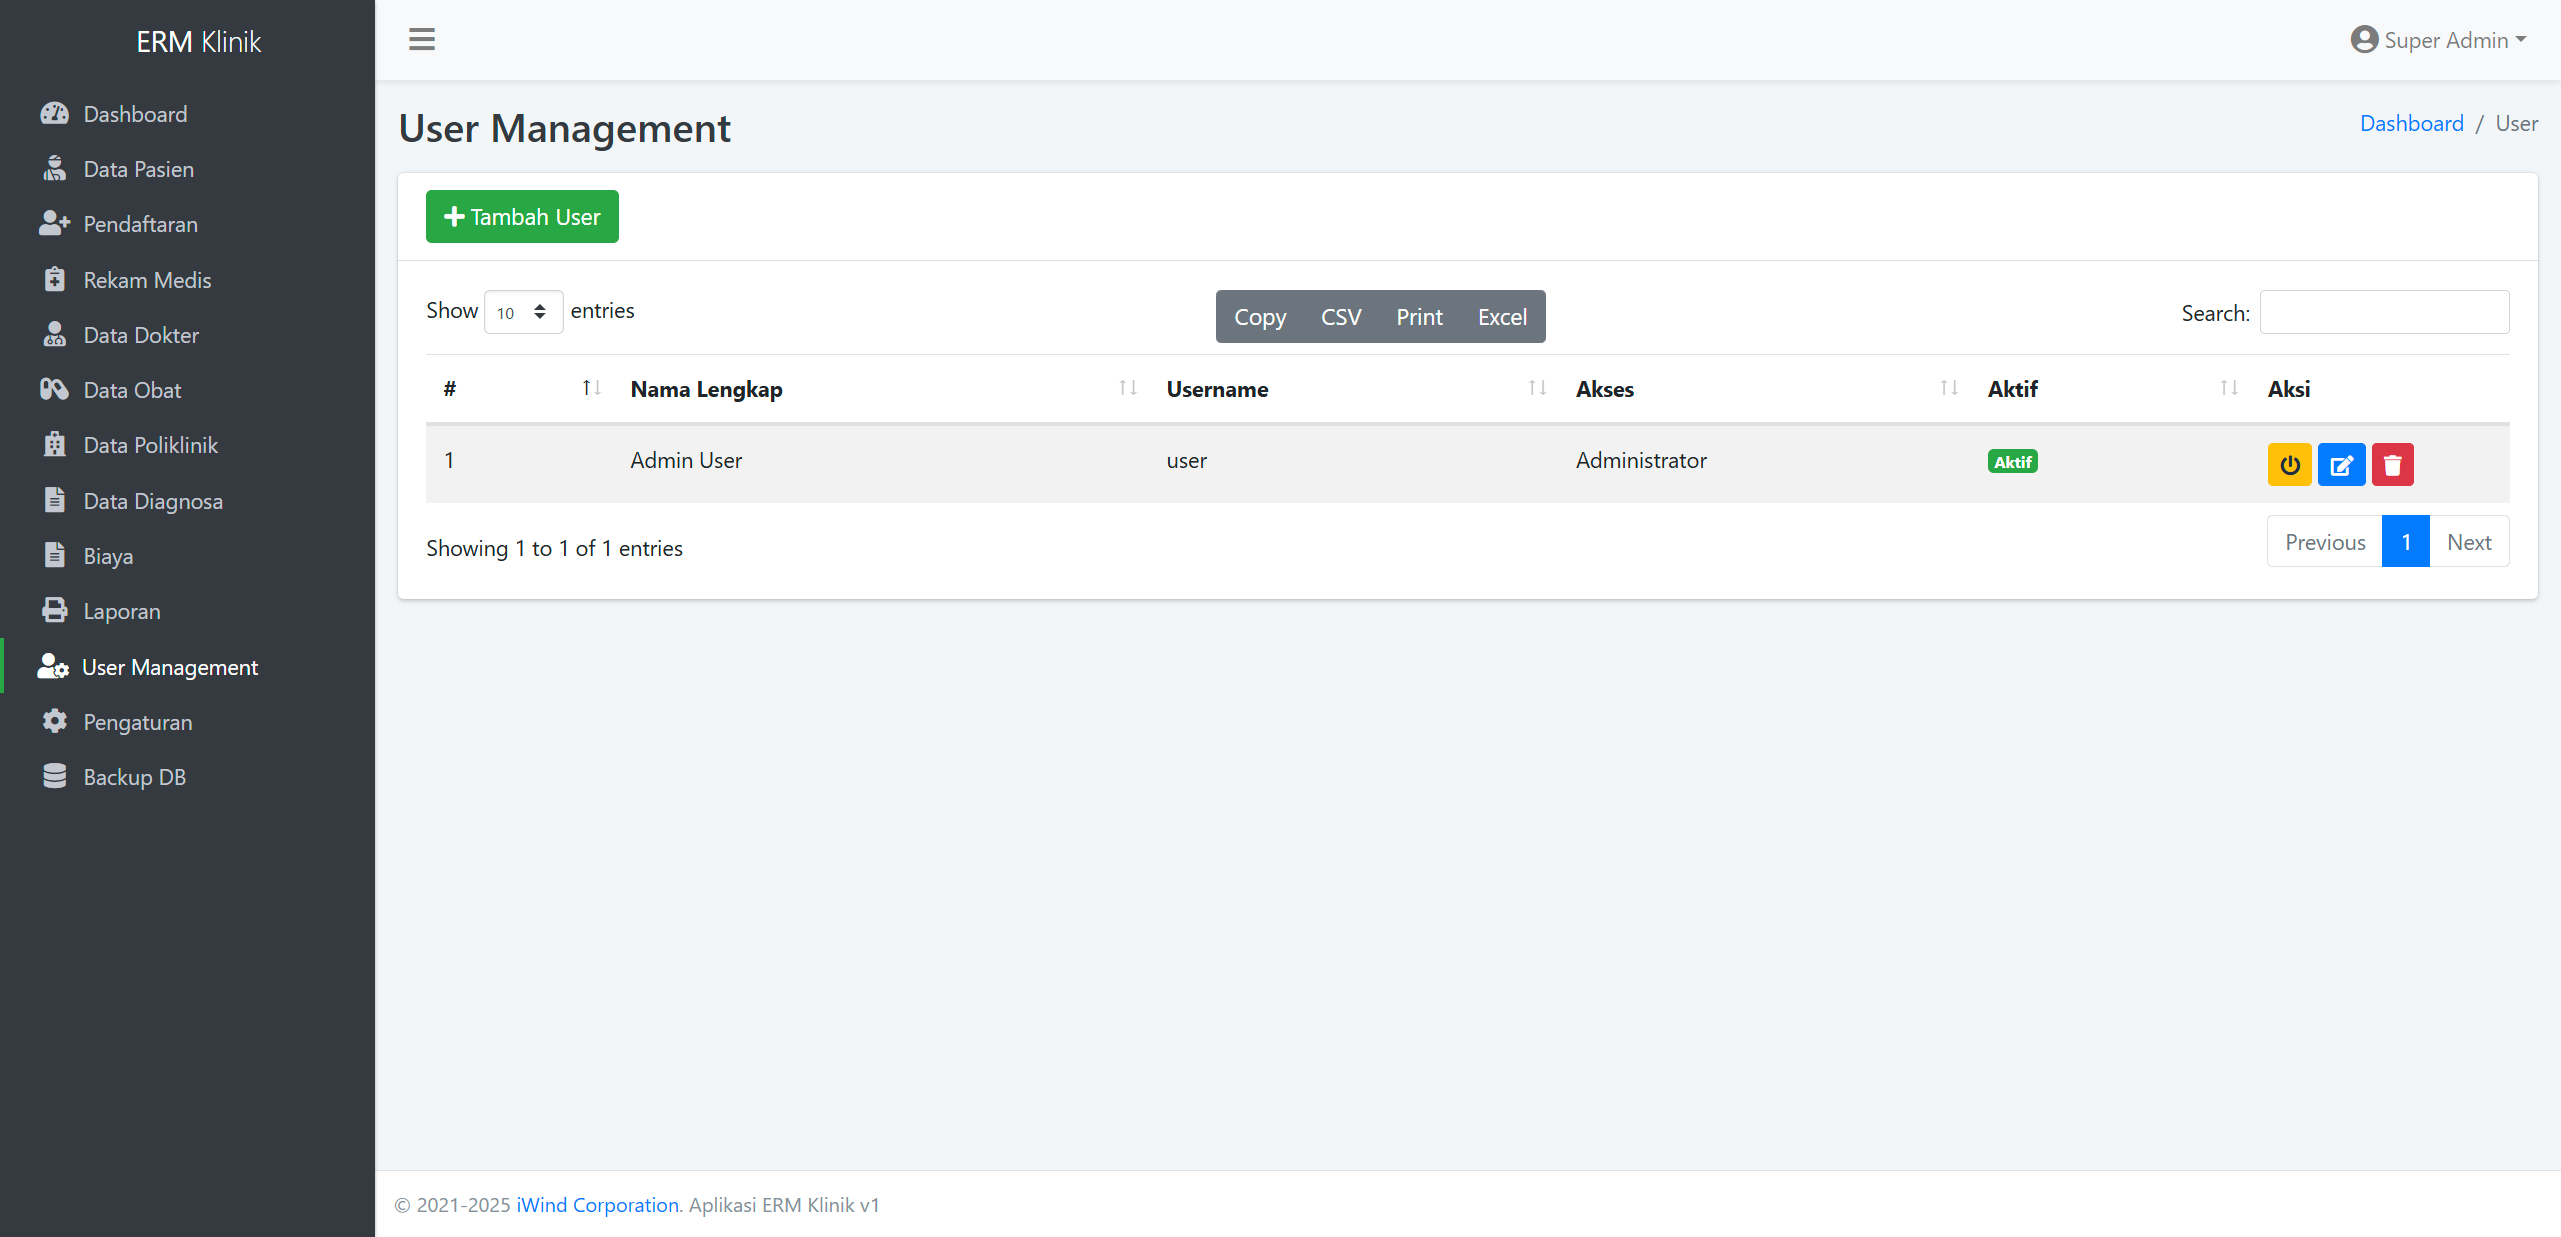 ERM Klinik
Dashboard
Data Pasien
Pendaftaran
Rekam Medis
Data Dokter
Data Obat
Data Poliklinik
Data Diagnosa
Biaya
Laporan
User Management
Pengaturan
Backup DB
Super Admin
User Management
Dashboard / User
Tambah User
Show 10 entries
Copy CSV Print Excel
Search:
# Nama Lengkap Username Akses Aktif Aksi
1 Admin User user Administrator Aktif
Showing 1 to 1 of 1 entries
Previous 1 Next
© 2021-2025 iWind Corporation. Aplikasi ERM Klinik v1